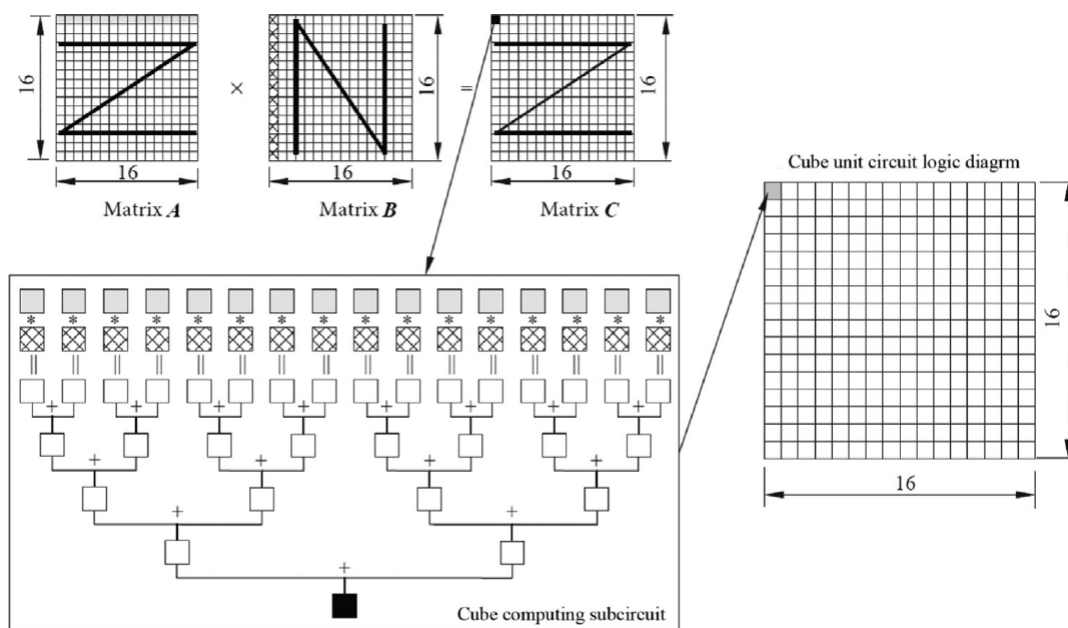 16
×
16
=
16
16
16
16
Matrix A
Matrix B
Matrix C
Cube unit circuit logic diagrm
* * * * * * * * * * * * * * * *
|| || || || || || || || || || || || || || || ||
+ + + + + + + +
+ + + +
+ +
+
Cube computing subcircuit
16
16